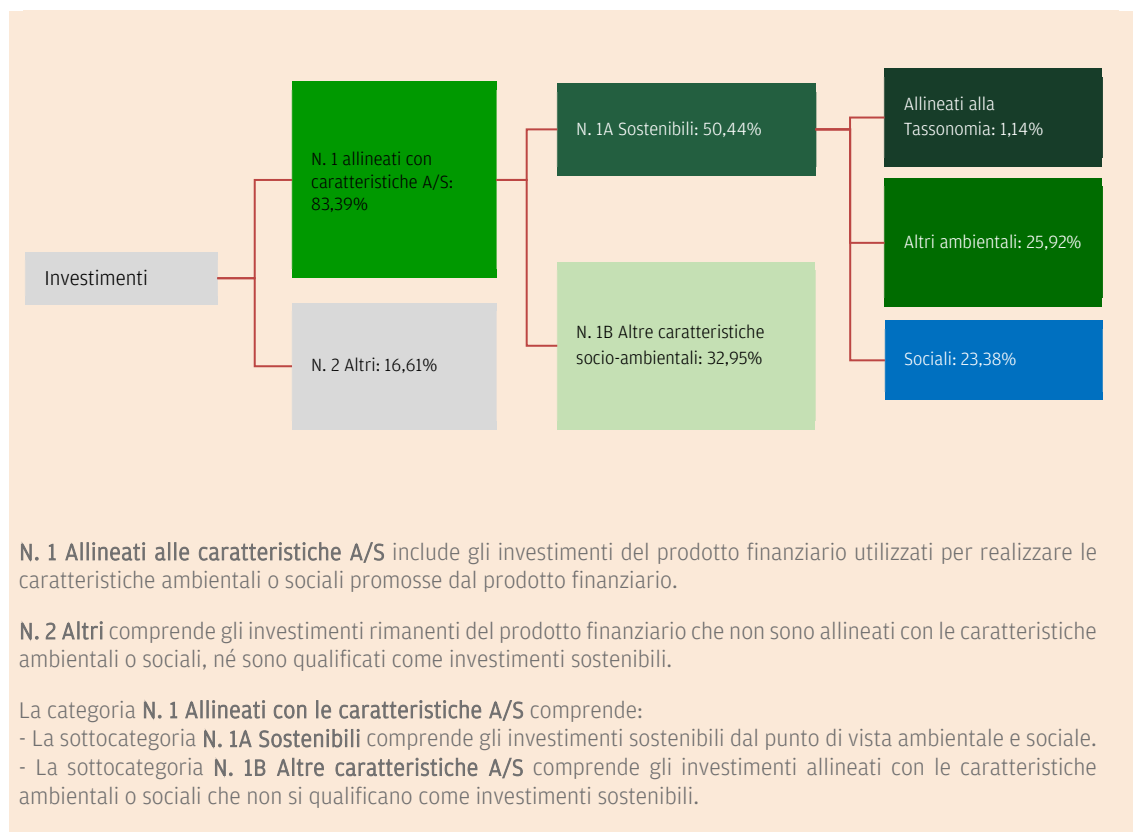 Investimenti
N. 1 allineati con
caratteristiche A/S:
83,39%
N. 2 Altri: 16,61%
N. 1A Sostenibili: 50,44%
N. 1B Altre caratteristiche
socio-ambientali: 32,95%
Allineati alla
Tassonomia: 1,14%
Altri ambientali: 25,92%
Sociali: 23,38%
N. 1 Allineati alle caratteristiche A/S include gli investimenti del prodotto finanziario utilizzati per realizzare le
caratteristiche ambientali o sociali promosse dal prodotto finanziario.
N. 2 Altri comprende gli investimenti rimanenti del prodotto finanziario che non sono allineati con le caratteristiche
ambientali o sociali, né sono qualificati come investimenti sostenibili.
La categoria N. 1 Allineati con le caratteristiche A/S comprende:
- La sottocategoria N. 1A Sostenibili comprende gli investimenti sostenibili dal punto di vista ambientale e sociale.
- La sottocategoria N. 1B Altre caratteristiche A/S comprende gli investimenti allineati con le caratteristiche
ambientali o sociali che non si qualificano come investimenti sostenibili.